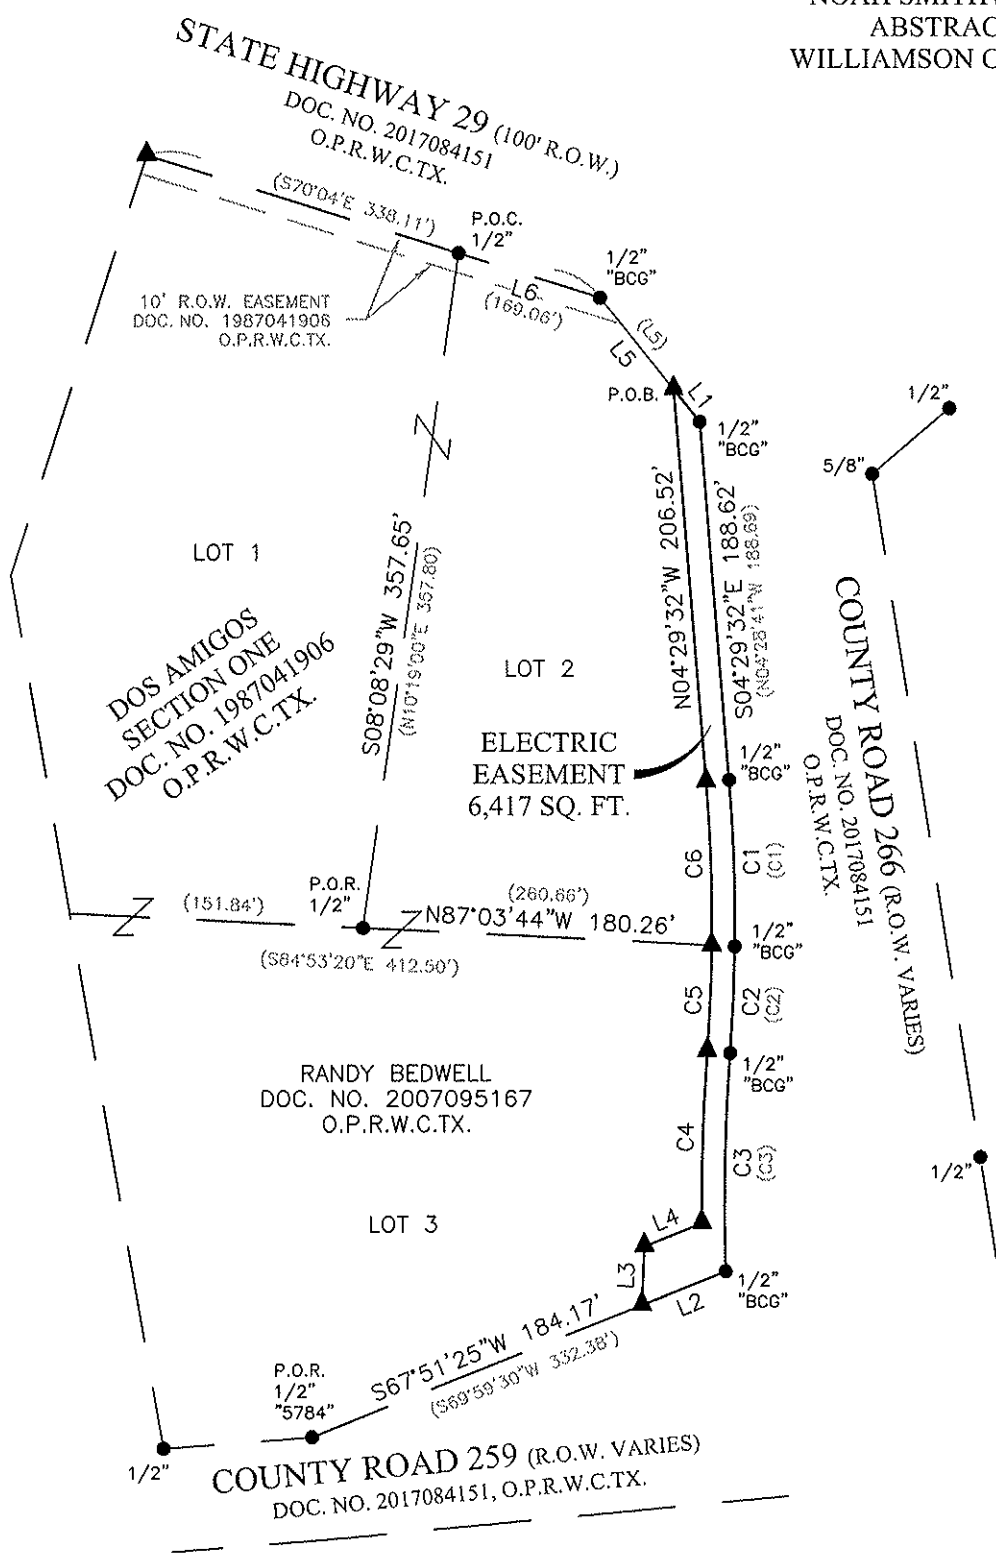 NOAH SMITHW
ABSTRAC
WILLIAMSON C
STATE HIGHWAY 29 (100' R.O.W.)
DOC. NO. 2017084151
O.P.R.W.C.TX.
(S70°04'E 338.11')
P.O.C.
1/2"
1/2"
"BCG"
L6
(169.06')
10' R.O.W. EASEMENT
DOC. NO. 1987041906
O.P.R.W.C.TX.
(L5)
L5
P.O.B.
L1
1/2"
"BCG"
1/2"
5/8"
N04°29'32"W 206.52'
S04°29'32"E 188.62'
(N04°28'41"W 188.69)
LOT 1
S08°08'29"W 357.65'
(N10°19'00"E 357.80)
LOT 2
DOS AMIGOS
SECTION ONE
DOC. NO. 1987041906
O.P.R.W.C.TX.
ELECTRIC
EASEMENT
6,417 SQ. FT.
1/2"
"BCG"
COUNTY ROAD 266 (R.O.W. VARIES)
DOC. NO. 2017084151
O.P.R.W.C.TX.
C6
C1
(C1)
(151.84')
P.O.R.
1/2"
(260.66')
N87°03'44"W 180.26'
(S84°53'20"E 412.50')
1/2"
"BCG"
C5
C2
(C2)
RANDY BEDWELL
DOC. NO. 2007095167
O.P.R.W.C.TX.
1/2"
"BCG"
C4
C3
(C3)
1/2"
LOT 3
L4
L3
L2
1/2"
"BCG"
P.O.R.
1/2"
"5784"
S67°51'25"W 184.17'
(S69°59'30"W 332.38')
1/2"
COUNTY ROAD 259 (R.O.W. VARIES)
DOC. NO. 2017084151, O.P.R.W.C.TX.